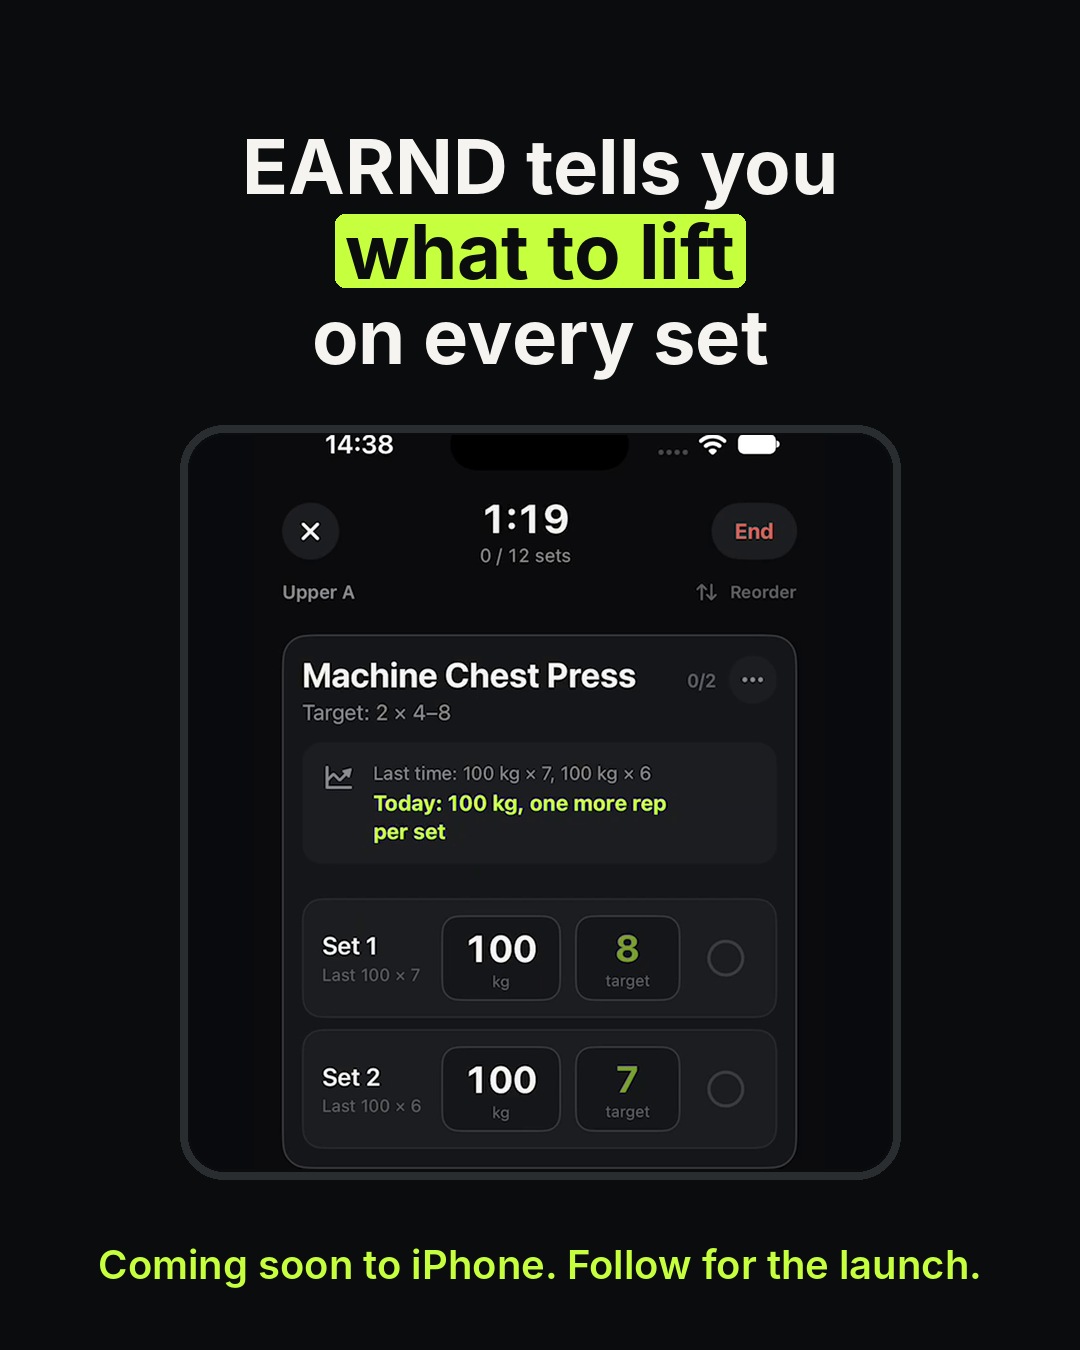 EARND tells you
what to lift
on every set
14:38
1:19
0 / 12 sets
End
Upper A
Reorder
Machine Chest Press
0/2
Target: 2 × 4–8
Last time: 100 kg × 7, 100 kg × 6
Today: 100 kg, one more rep
per set
Set 1
Last 100 × 7
100
kg
8
target
Set 2
Last 100 × 6
100
kg
7
target
Coming soon to iPhone. Follow for the launch.